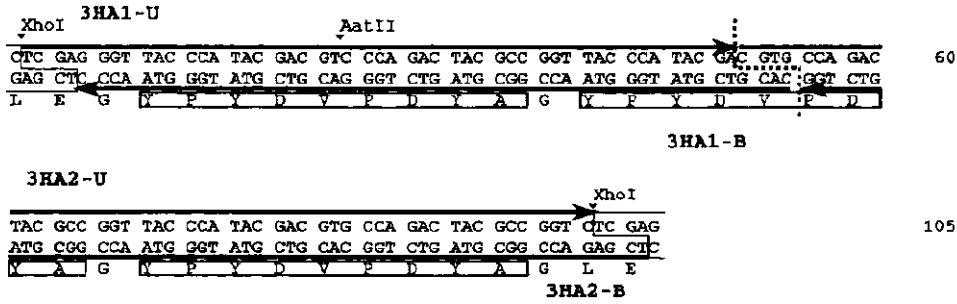 3HA1-U
XhoI AatII
CTCGAG GGT TAC CCA TAC GAC GTC CCA GAC TAC GCC GGT TAC CCA TAC GAC GTG CCA GAC 60
GAG CTC CCA ATG GGT ATG CTG CAG GGT CTG ATG CGG CCA ATG GGT ATG CTG CAC GGT CTG
L E G Y P Y D V P D Y A G Y P Y D V P D
3HA1-B
3HA2-U
XhoI
TAC GCC GGT TAC CCA TAC GAC GTG CCA GAC TAC GCC GGT CTC GAG 105
ATG CGG CCA ATG GGT ATG CTG CAC GGT CTG ATG CGG CCA GAG CTC
Y A G Y P Y D V P D Y A G L E
3HA2-B